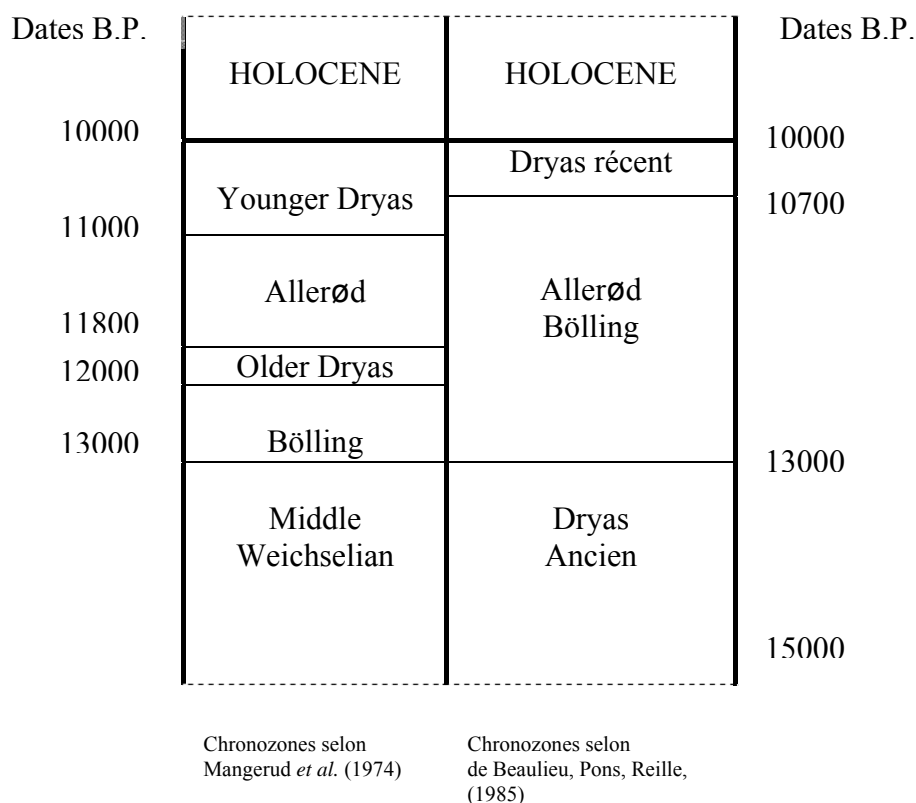 Dates B.P.
Dates B.P.
HOLOCENE
HOLOCENE
10000
10000
Dryas récent
Younger Dryas
10700
11000
Allerød
Allerød
Bölling
11800
Older Dryas
12000
Bölling
13000
13000
Middle
Weichselian
Dryas
Ancien
15000
Chronozones selon
Mangerud et al. (1974)
Chronozones selon
de Beaulieu, Pons, Reille,
(1985)